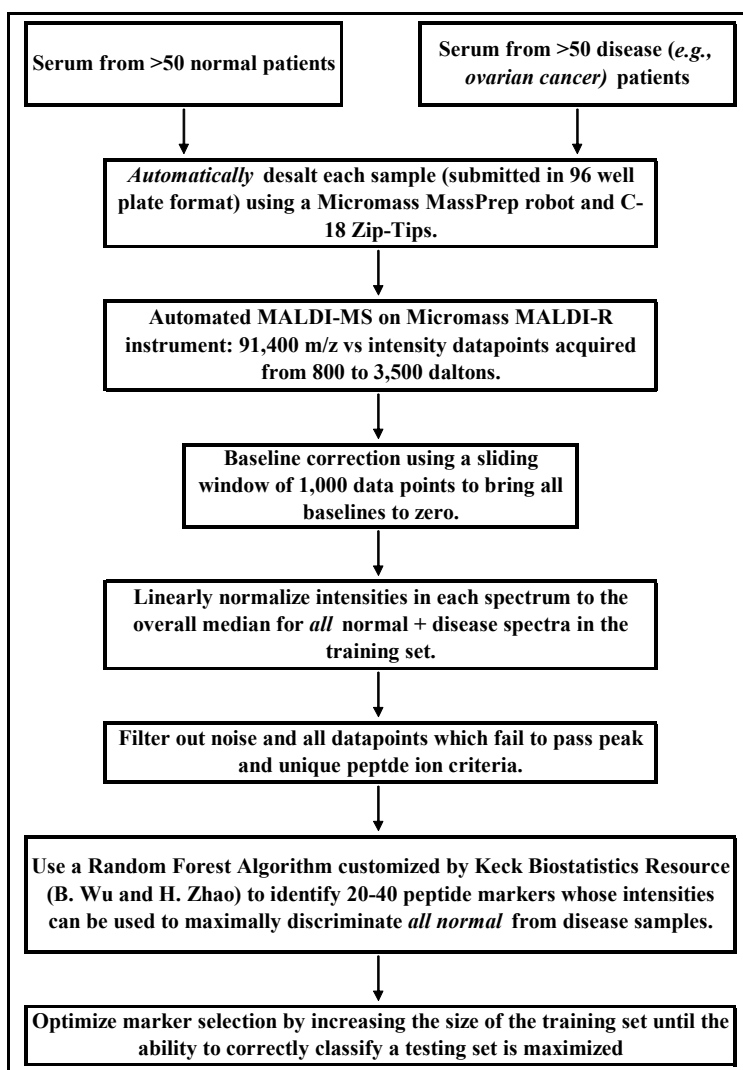 Serum from >50 normal patients
Serum from >50 disease (e.g.,
ovarian cancer) patients
Automatically desalt each sample (submitted in 96 well
plate format) using a Micromass MassPrep robot and C-
18 Zip-Tips.
Automated MALDI-MS on Micromass MALDI-R
instrument: 91,400 m/z vs intensity datapoints acquired
from 800 to 3,500 daltons.
Baseline correction using a sliding
window of 1,000 data points to bring all
baselines to zero.
Linearly normalize intensities in each spectrum to the
overall median for all normal + disease spectra in the
training set.
Filter out noise and all datapoints which fail to pass peak
and unique peptde ion criteria.
Use a Random Forest Algorithm customized by Keck Biostatistics Resource
(B. Wu and H. Zhao) to identify 20-40 peptide markers whose intensities
can be used to maximally discriminate all normal from disease samples.
Optimize marker selection by increasing the size of the training set until the
ability to correctly classify a testing set is maximized